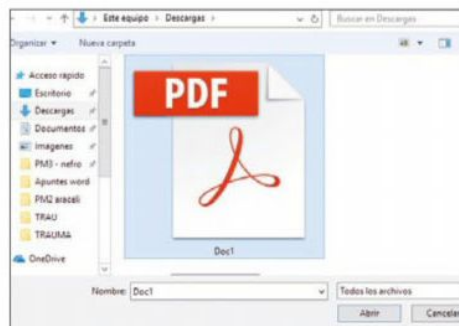 Este equipo > Descargas >
Buscar en Descargas
Organizar
Nueva carpeta
Acceso rápido
Escritorio
Descargas
Documentos
Imágenes
PM3 - nefro
Apuntes word
PM2 araceli
TRAU
TRAUMA
OneDrive
PDF
Doc1
Nombre: Doc1
Todos los archivos
Abrir
Cancelar